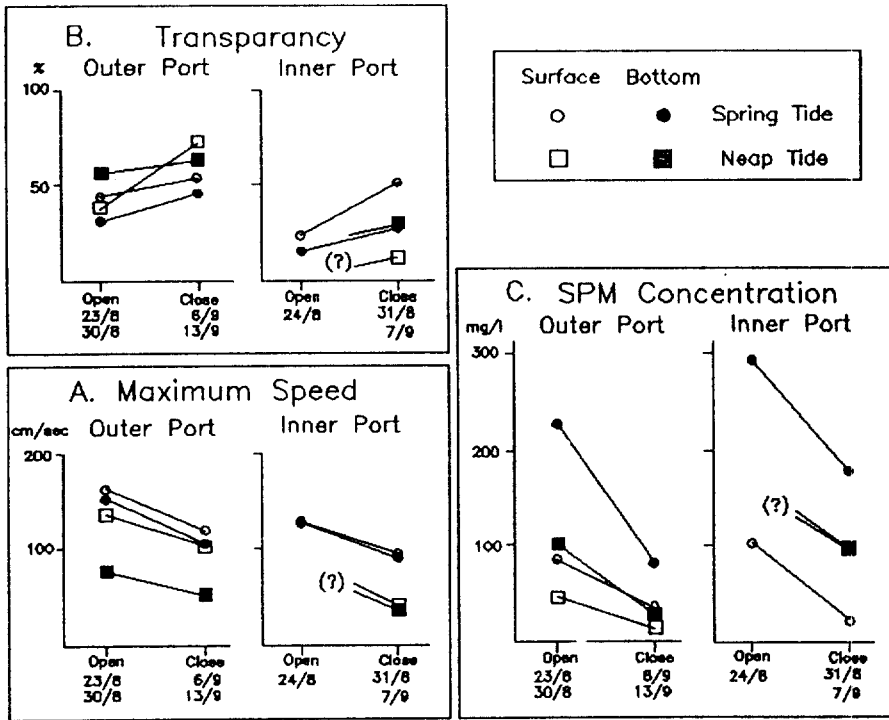 B. Transparancy
% Outer Port Inner Port
100
50
(?)
Open Close Open Close
23/8 6/9 24/8 31/8
30/8 13/9 7/9
Surface Bottom
Spring Tide
Neap Tide
A. Maximum Speed
cm/sec Outer Port Inner Port
200
100
(?)
Open Close Open Close
23/8 6/9 24/8 31/8
30/8 13/9 7/9
C. SPM Concentration
mg/l Outer Port Inner Port
300
200
100
(?)
Open Close Open Close
23/8 6/9 24/8 31/8
30/8 13/9 7/9